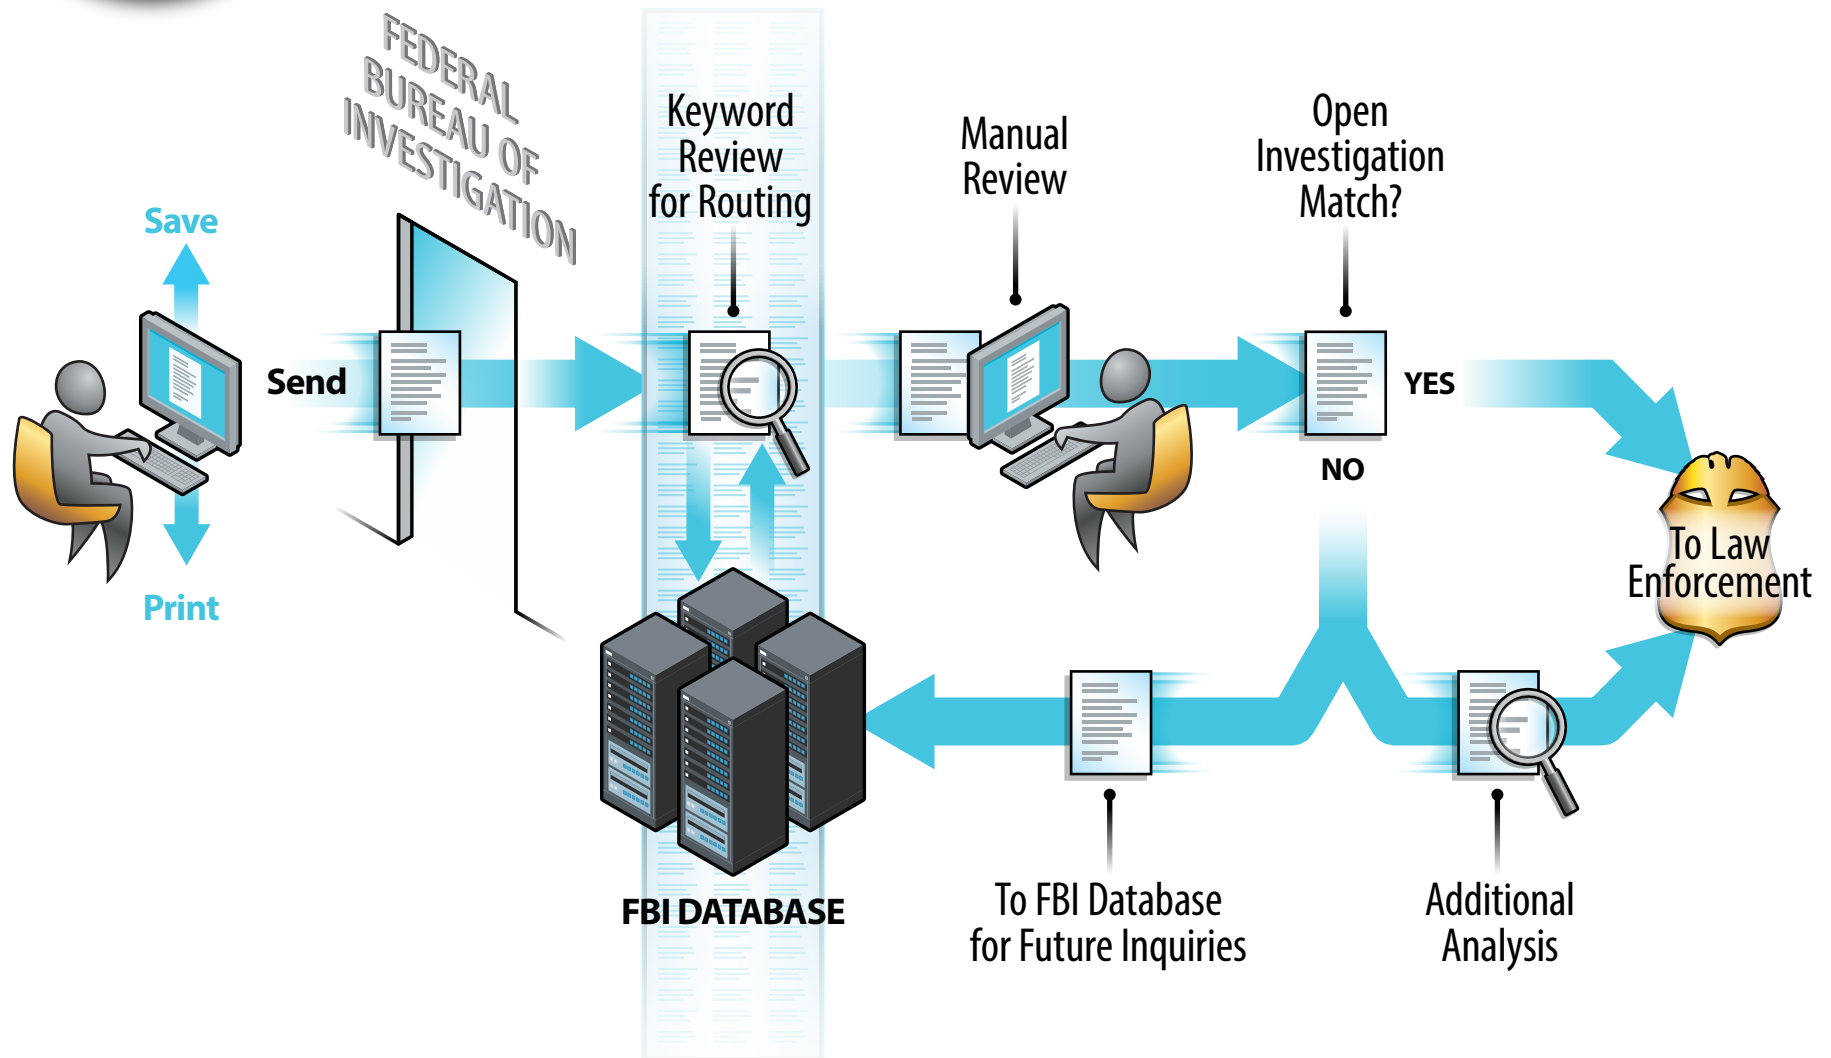 FEDERAL
BUREAU OF
INVESTIGATION
Keyword
Review
for Routing
Manual
Review
Open
Investigation
Match?
Save
Send
YES
NO
Print
To Law
Enforcement
FBI DATABASE
To FBI Database
for Future Inquiries
Additional
Analysis